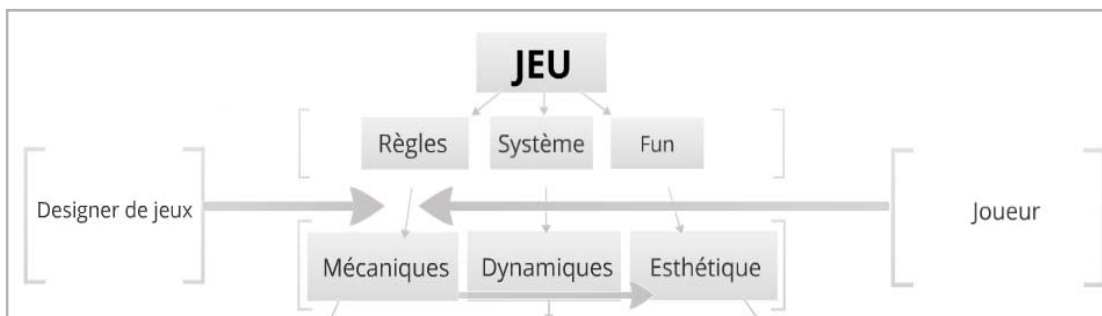 JEU
Règles Système Fun
Designer de jeux
Joueur
Mécaniques Dynamiques Esthétique